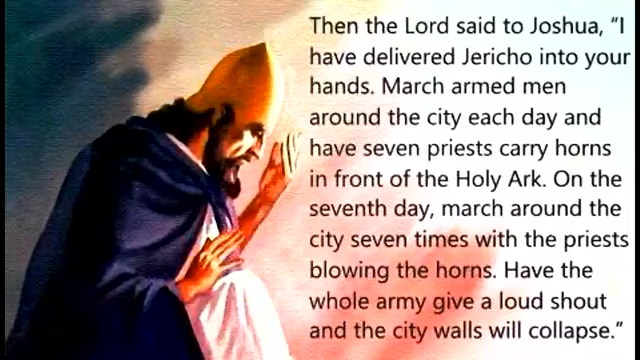 Then the Lord said to Joshua, “I
have delivered Jericho into your
hands. March armed men
around the city each day and
have seven priests carry horns
in front of the Holy Ark. On the
seventh day, march around the
city seven times with the priests
blowing the horns. Have the
whole army give a loud shout
and the city walls will collapse.”